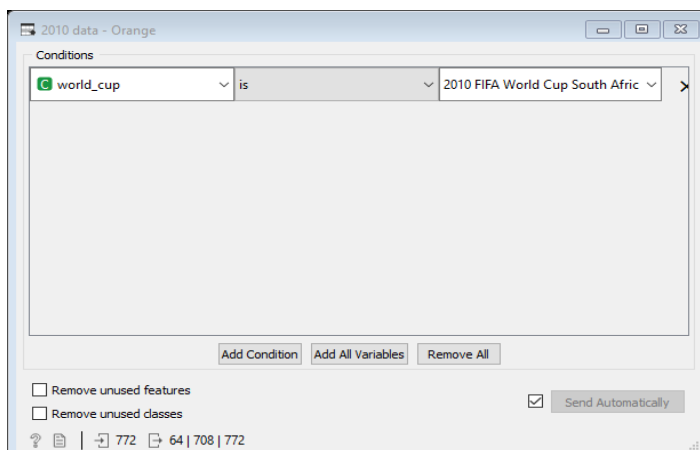 2010 data - Orange
Conditions
C world_cup is 2010 FIFA World Cup South Afric
Add Condition Add All Variables Remove All
Remove unused features
Remove unused classes
Send Automatically
? 772 64 | 708 | 772